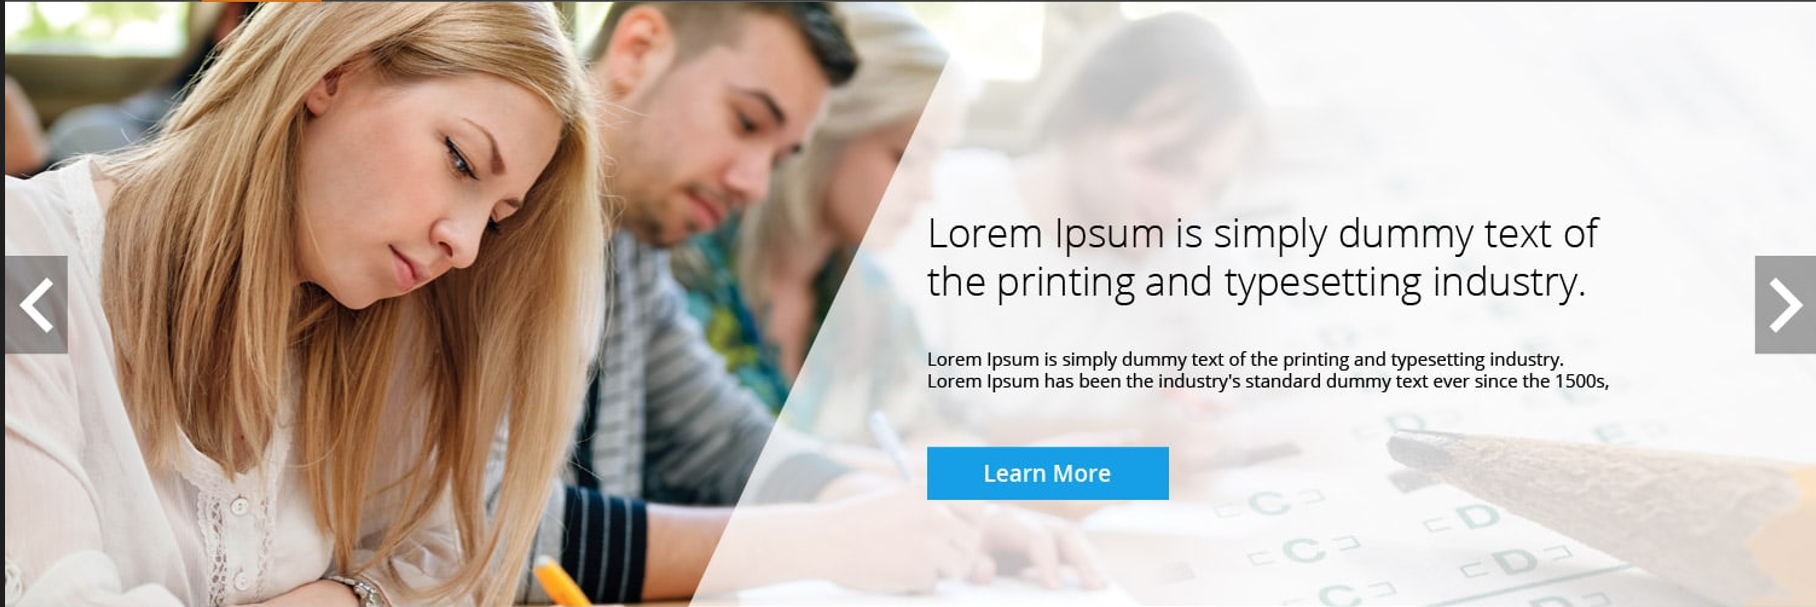 Lorem Ipsum is simply dummy text of
the printing and typesetting industry.
Lorem Ipsum is simply dummy text of the printing and typesetting industry.
Lorem Ipsum has been the industry's standard dummy text ever since the 1500s,
Learn More
D
E
C
D
C
D
C